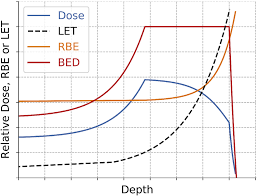 Dose
LET
RBE
BED
Relative Dose, RBE or LET
Depth